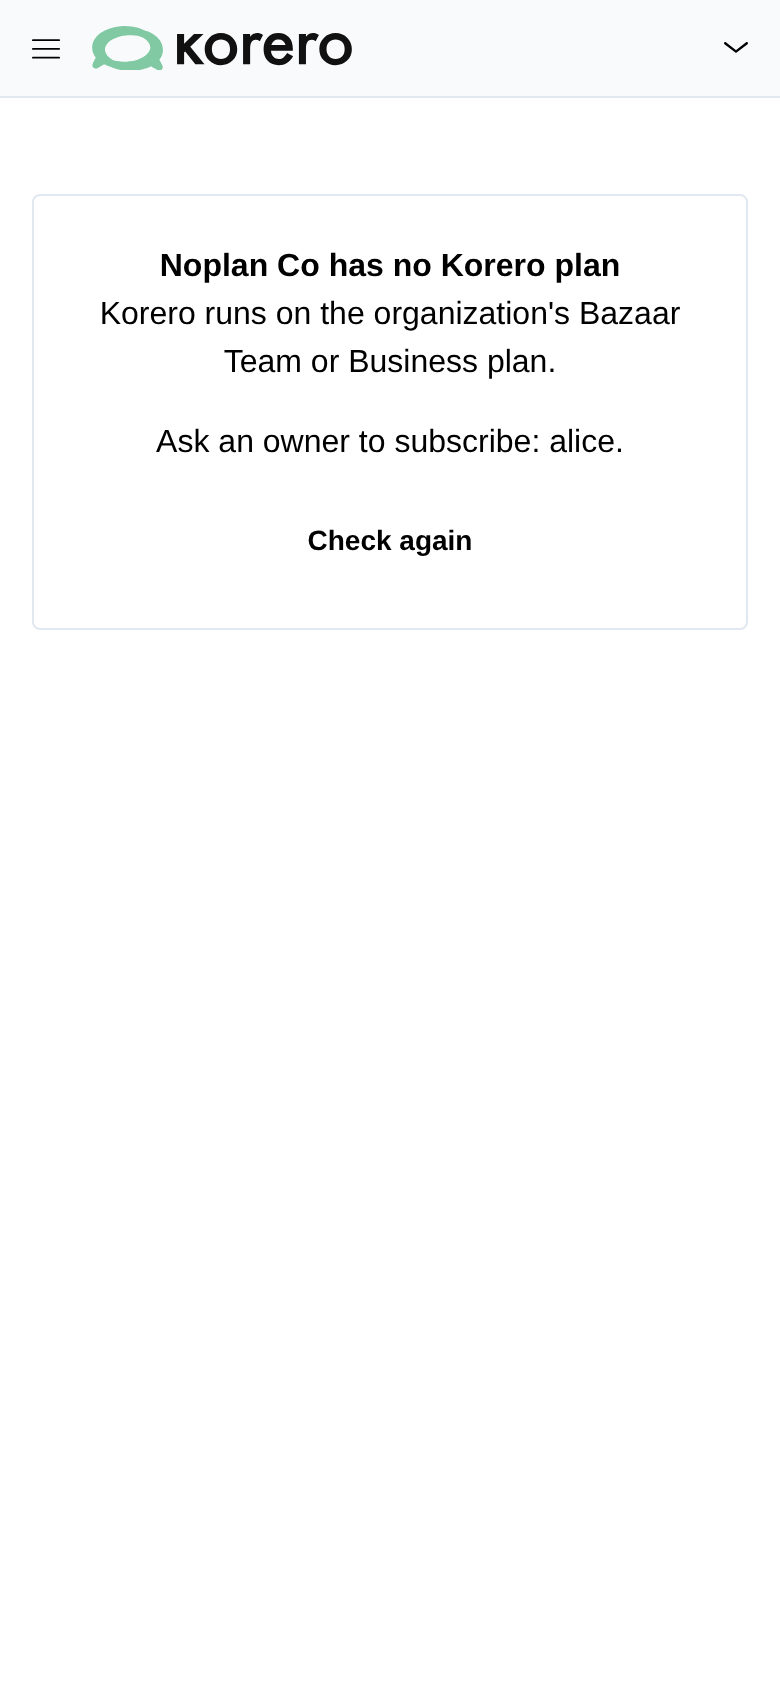 korero
Noplan Co has no Korero plan
Korero runs on the organization's Bazaar
Team or Business plan.
Ask an owner to subscribe: alice.
Check again